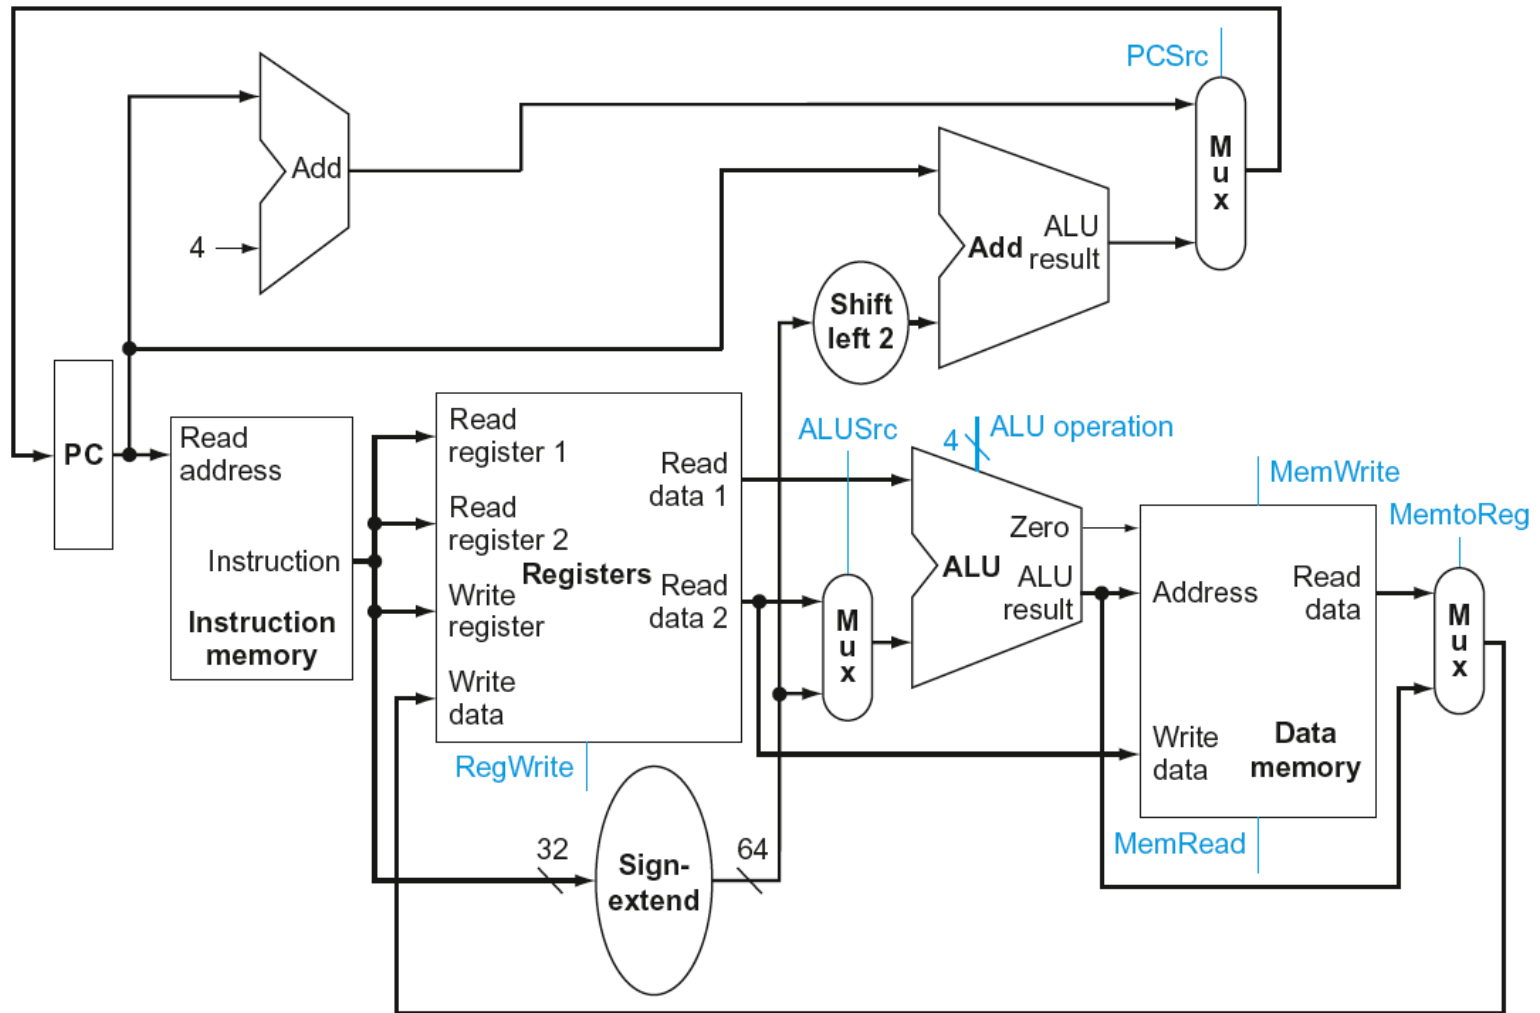 PCSrc
M
u
x
Add
4
Add
ALU
result
Shift
left 2
PC
Read
address
Instruction
Instruction
memory
Read
register 1
Read
register 2
Write
register
Write
data
Registers
Read
data 1
Read
data 2
RegWrite
ALUSrc
M
u
x
4
ALU operation
Zero
ALU
ALU
result
MemWrite
MemtoReg
Address
Read
data
Write
data
Data
memory
M
u
x
MemRead
32
Sign-
extend
64